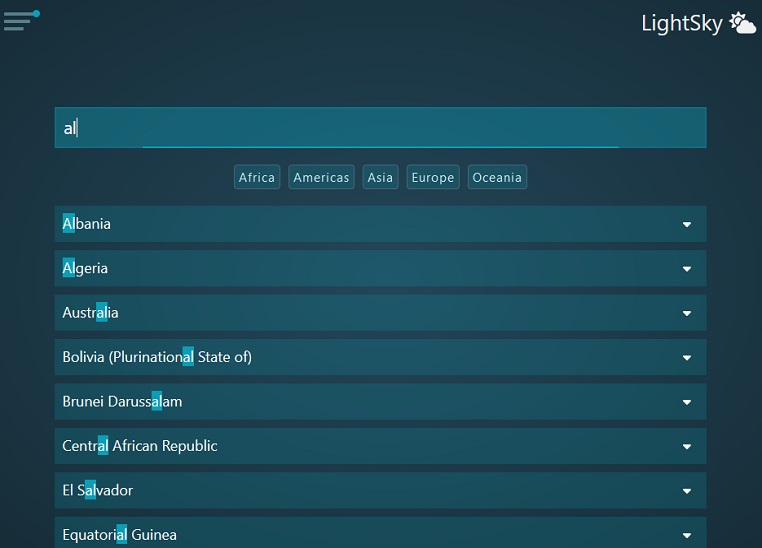 LightSky
al
Africa Americas Asia Europe Oceania
Albania
Algeria
Australia
Bolivia (Plurinational State of)
Brunei Darussalam
Central African Republic
El Salvador
Equatorial Guinea